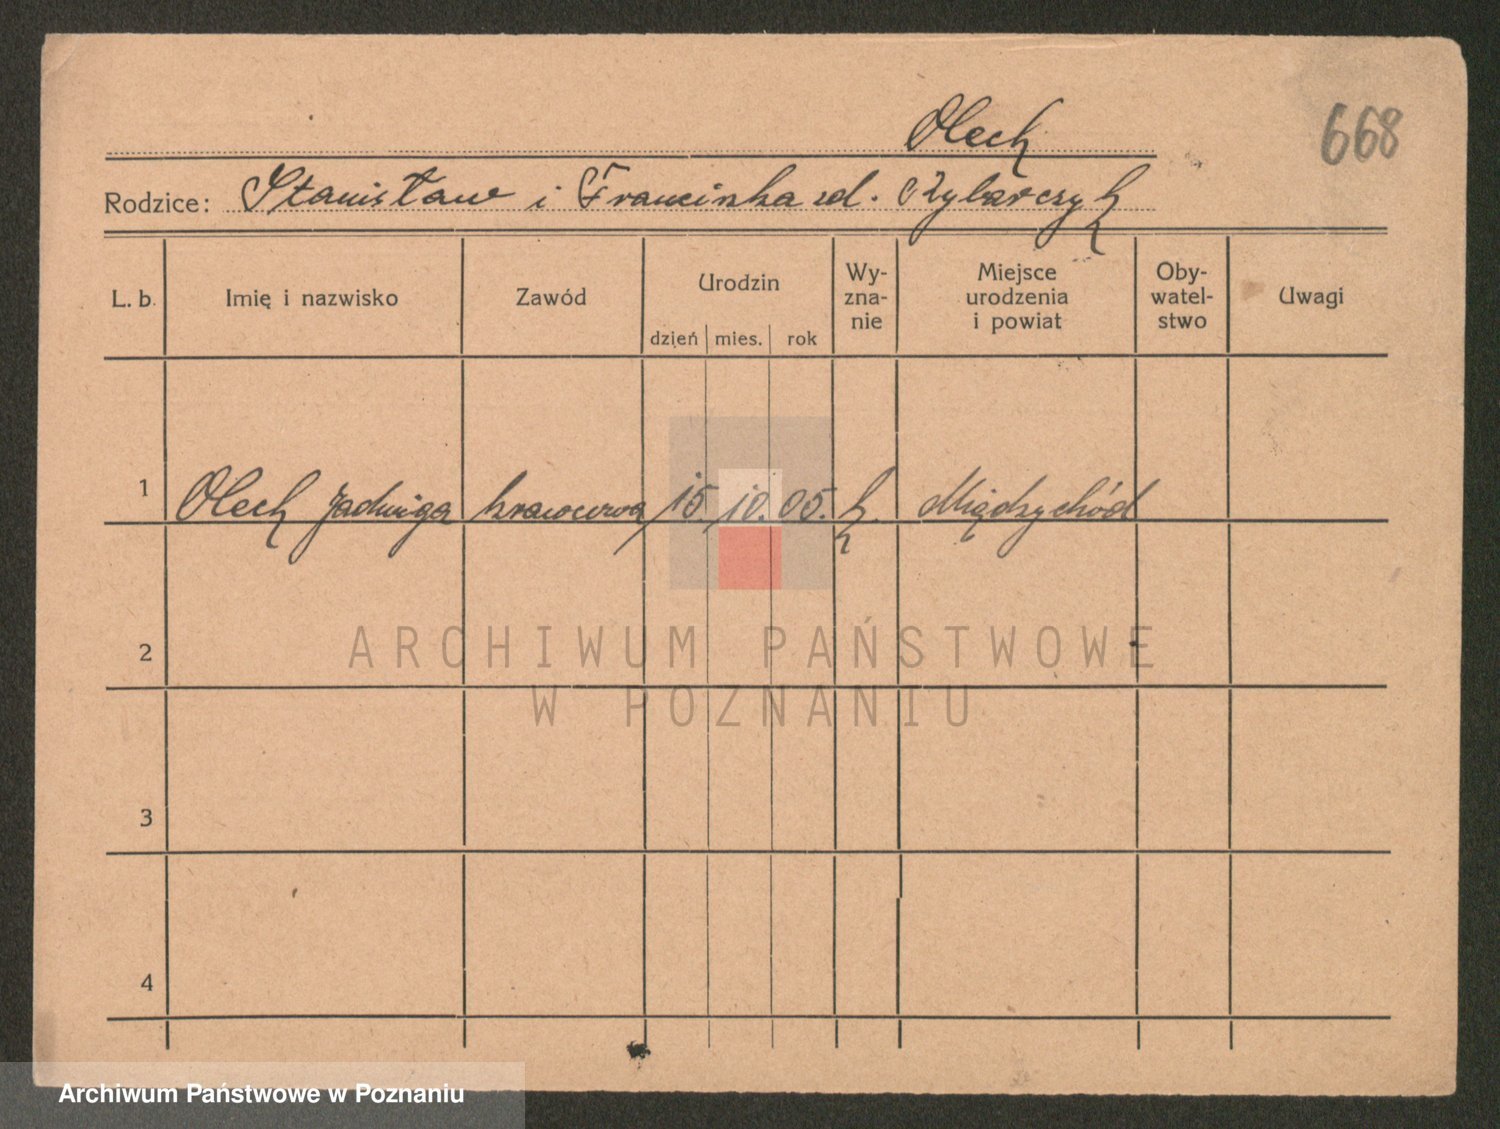 Olech
668
Rodzice: Stanisław i Franciszka zd. Rybarczyk
L. b. Imię i nazwisko Zawód Urodzin dzień mies. rok Wy-zna-nie Miejsce urodzenia i powiat Oby-watel-stwo Uwagi
1 Olech Jadwiga krawcowa 15. 10. 05. k. Międzychód
2
ARCHIWUM PAŃSTWOWE
W POZNANIU
3
4
Archiwum Państwowe w Poznaniu